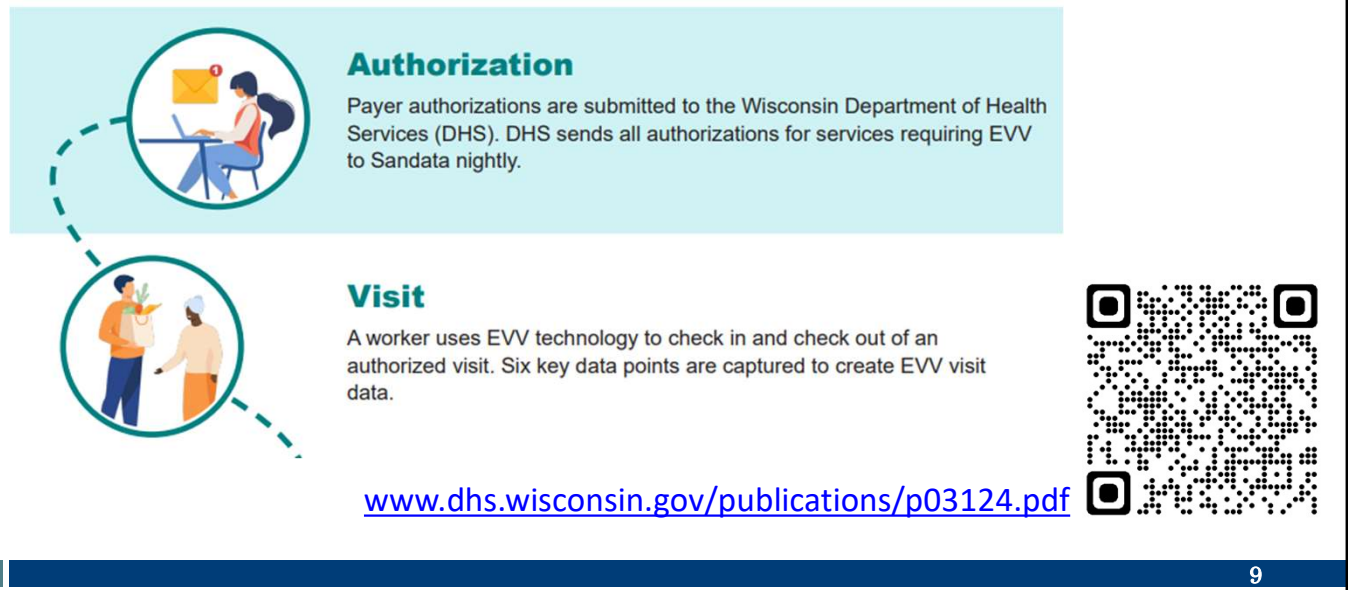 1
Authorization
Payer authorizations are submitted to the Wisconsin Department of Health
Services (DHS). DHS sends all authorizations for services requiring EVV
to Sandata nightly.
Visit
A worker uses EVV technology to check in and check out of an
authorized visit. Six key data points are captured to create EVV visit
data.
www.dhs.wisconsin.gov/publications/p03124.pdf
9